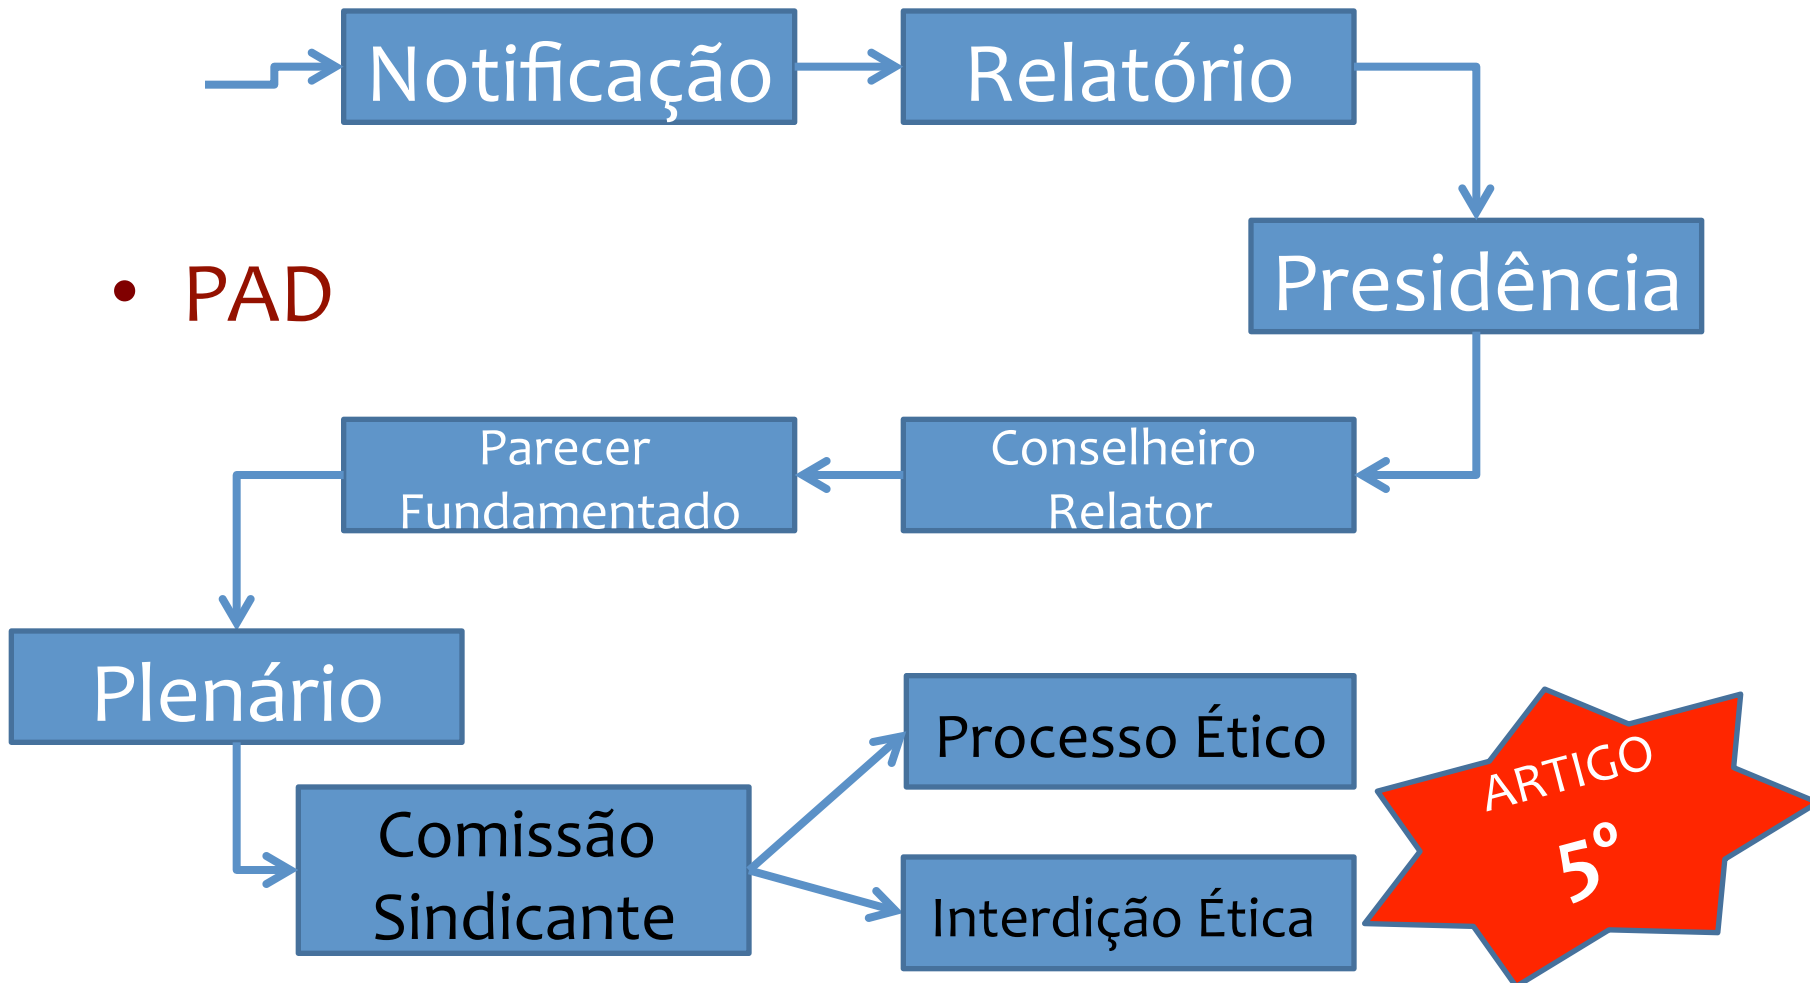 Notificação
Relatório
Presidência
• PAD
Parecer
Fundamentado
Conselheiro
Relator
Plenário
Processo Ético
ARTIGO
5º
Comissão
Sindicante
Interdição Ética